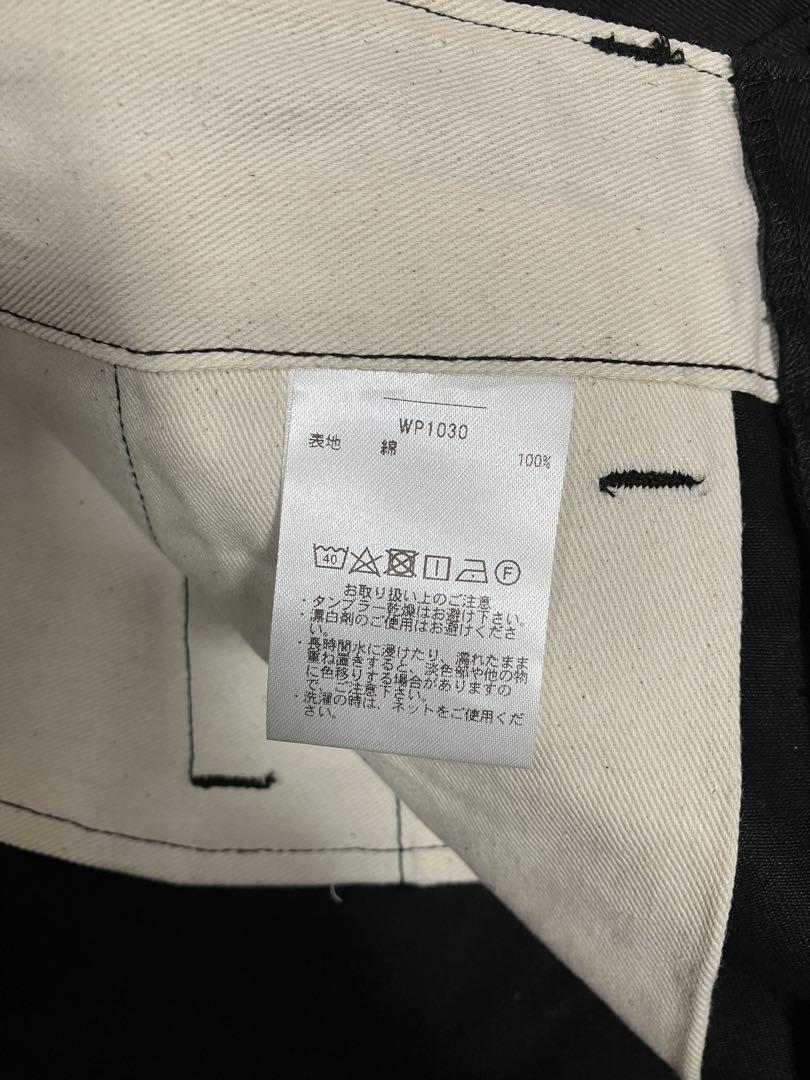 WP1030
表地 綿 100%
40 F
お取り扱い上のご注意
・タンブラー乾燥はお避け下さい。
・漂白剤のご使用はお避けくださ
い。
・長時間水に浸けたり、濡れたまま
重ね置きすると、淡色部や他の物
に色移りする場合がありますの
で、ご注意下さい。
・洗濯の時は、ネットをご使用くだ
さい。